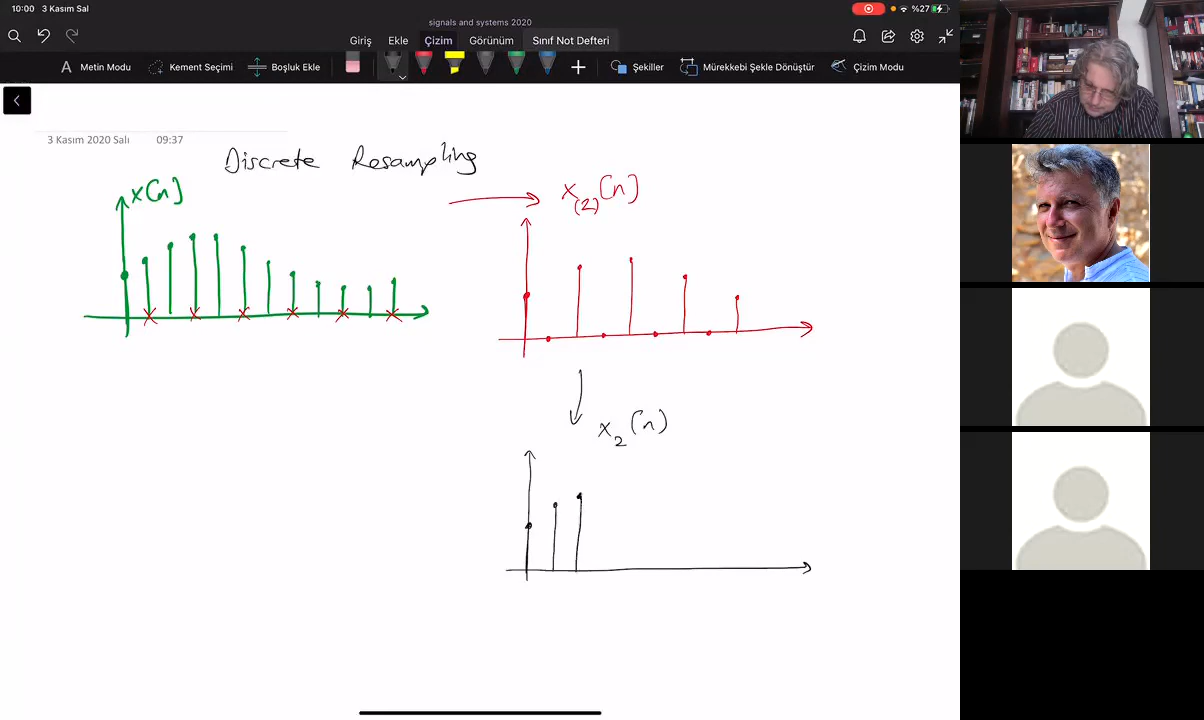 10:00 3 Kasım Sal
%27
signals and systems 2020
Giriş Ekle Çizim Görünüm Sınıf Not Defteri
Metin Modu Kement Seçimi Boşluk Ekle Şekiller Mürekkebi Şekle Dönüştür Çizim Modu
3 Kasım 2020 Salı 09:37
Discrete Resampling
x[n]
x(2)[n]
x2[n]